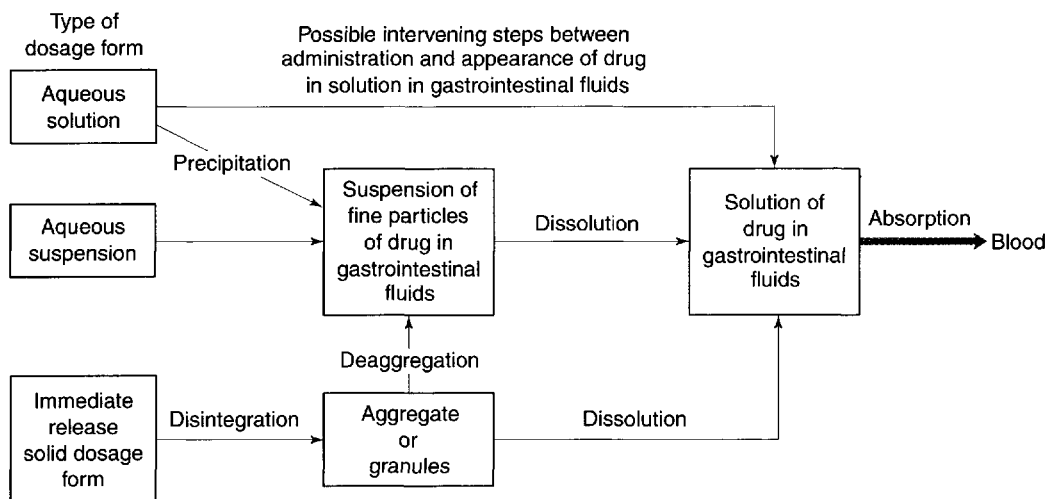 Type of
dosage form
Possible intervening steps between
administration and appearance of drug
in solution in gastrointestinal fluids
Aqueous
solution
Precipitation
Aqueous
suspension
Suspension of
fine particles
of drug in
gastrointestinal
fluids
Dissolution
Solution of
drug in
gastrointestinal
fluids
Absorption
Blood
Deaggregation
Immediate
release
solid dosage
form
Disintegration
Aggregate
or
granules
Dissolution